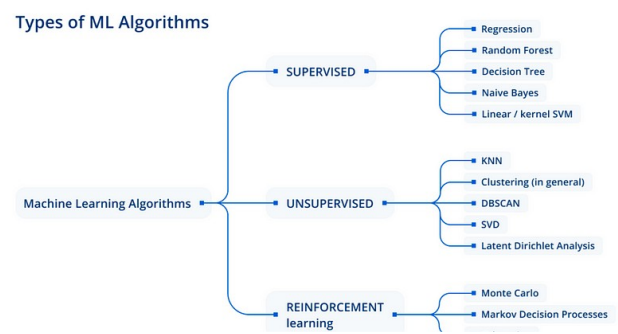 Types of ML Algorithms
Regression
Random Forest
SUPERVISED
Decision Tree
Naive Bayes
Linear / kernel SVM
KNN
Clustering (in general)
Machine Learning Algorithms
UNSUPERVISED
DBSCAN
SVD
Latent Dirichlet Analysis
Monte Carlo
REINFORCEMENT
learning
Markov Decision Processes